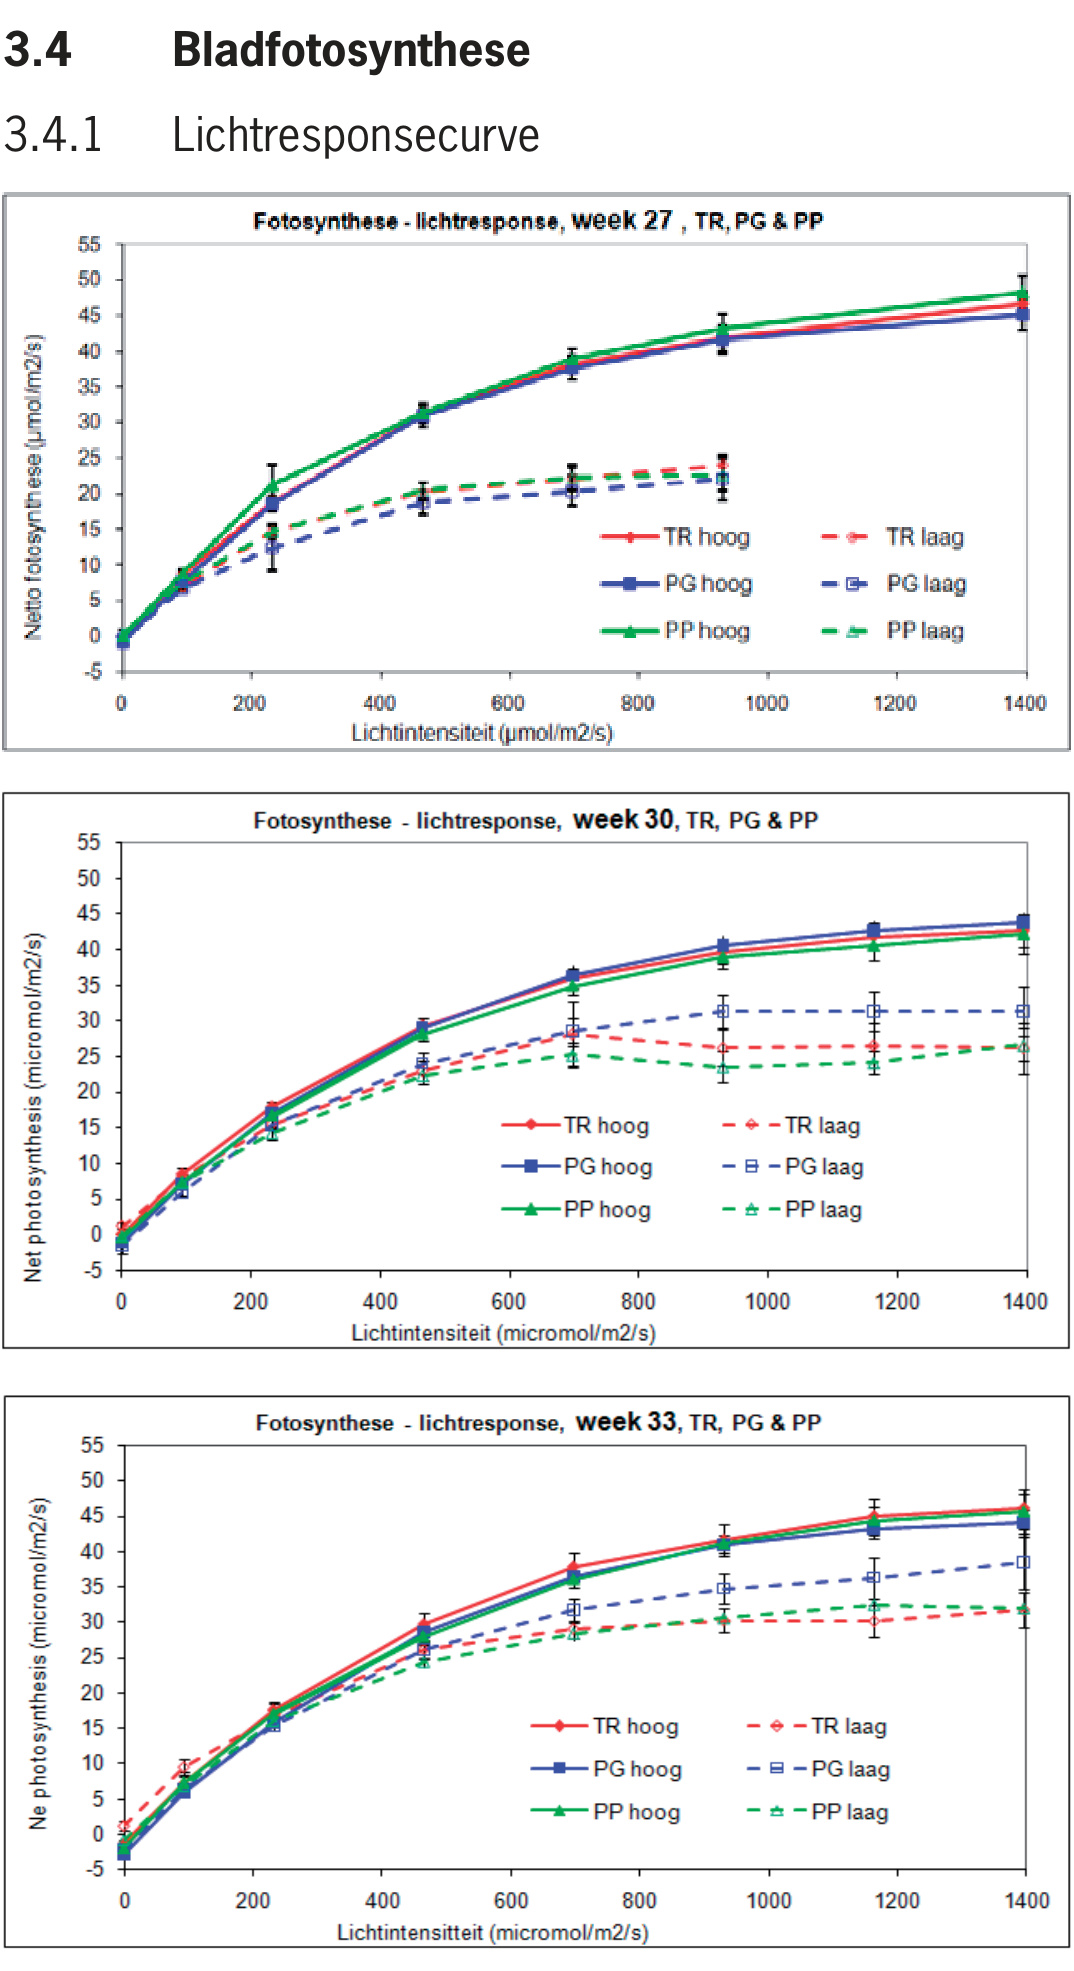 3.4 Bladfotosynthese
3.4.1 Lichtresponsecurve
Fotosynthese - lichtresponse, week 27 , TR, PG & PP
55
50
45
40
35
30
25
20
15
10
5
0
-5
Netto fotosynthese (µmol/m2/s)
TR hoog TR laag
PG hoog PG laag
PP hoog PP laag
0 200 400 600 800 1000 1200 1400
Lichtintensiteit (µmol/m2/s)
Fotosynthese - lichtresponse, week 30, TR, PG & PP
55
50
45
40
35
30
25
20
15
10
5
0
-5
Net photosynthesis (micromol/m2/s)
TR hoog TR laag
PG hoog PG laag
PP hoog PP laag
0 200 400 600 800 1000 1200 1400
Lichtintensiteit (micromol/m2/s)
Fotosynthese - lichtresponse, week 33, TR, PG & PP
55
50
45
40
35
30
25
20
15
10
5
0
-5
Ne photosynthesis (micromol/m2/s)
TR hoog TR laag
PG hoog PG laag
PP hoog PP laag
0 200 400 600 800 1000 1200 1400
Lichtintensitteit (micromol/m2/s)